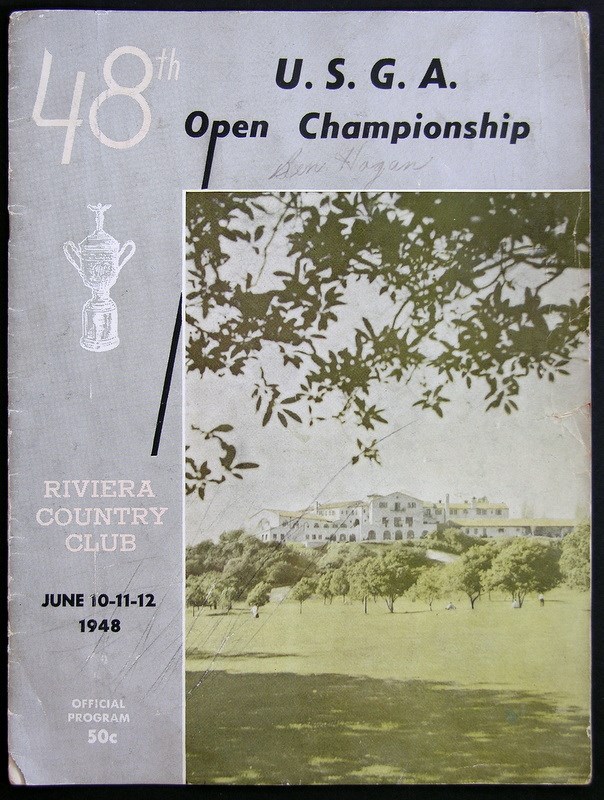 48th
U. S. G. A.
Open Championship
Ben Hogan
RIVIERA
COUNTRY
CLUB
JUNE 10-11-12
1948
OFFICIAL
PROGRAM
50c